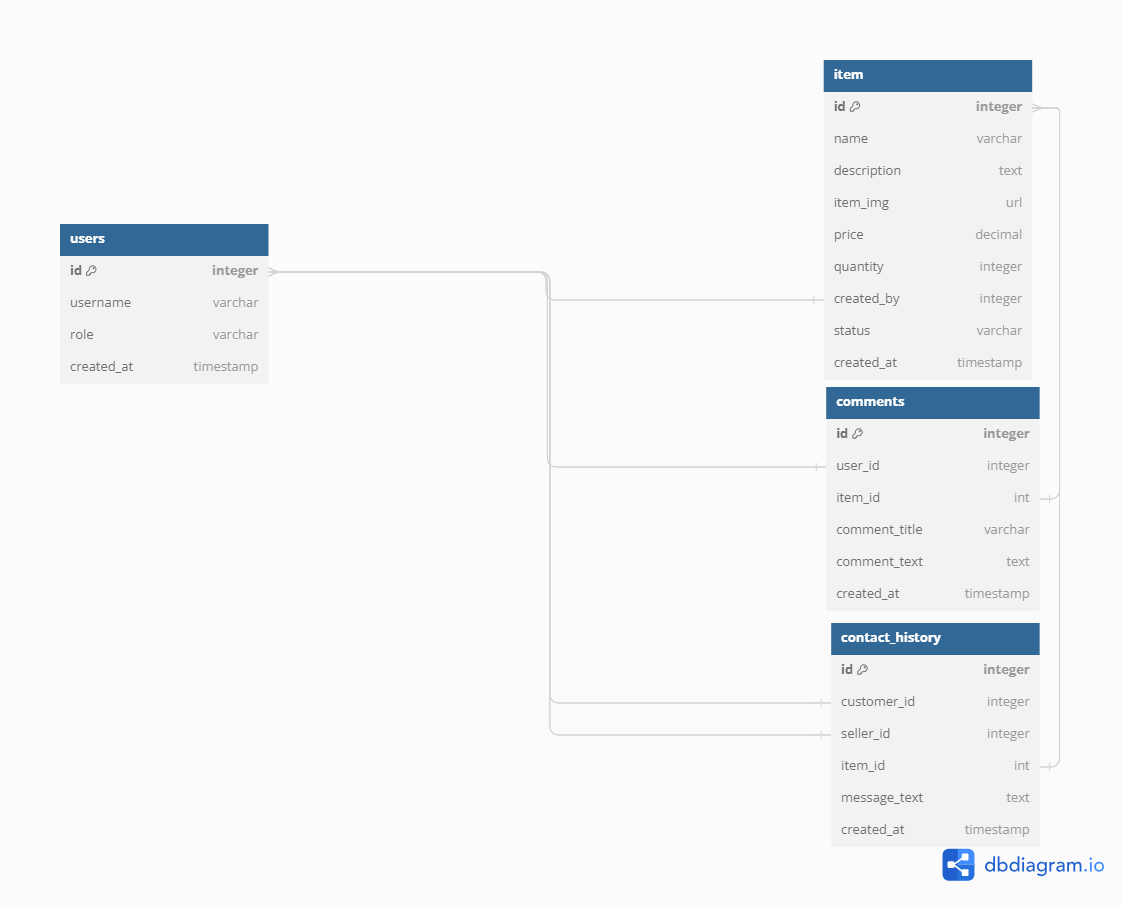 users
id integer
username varchar
role varchar
created_at timestamp
item
id integer
name varchar
description text
item_img url
price decimal
quantity integer
created_by integer
status varchar
created_at timestamp
comments
id integer
user_id integer
item_id int
comment_title varchar
comment_text text
created_at timestamp
contact_history
id integer
customer_id integer
seller_id integer
item_id int
message_text text
created_at timestamp
dbdiagram.io